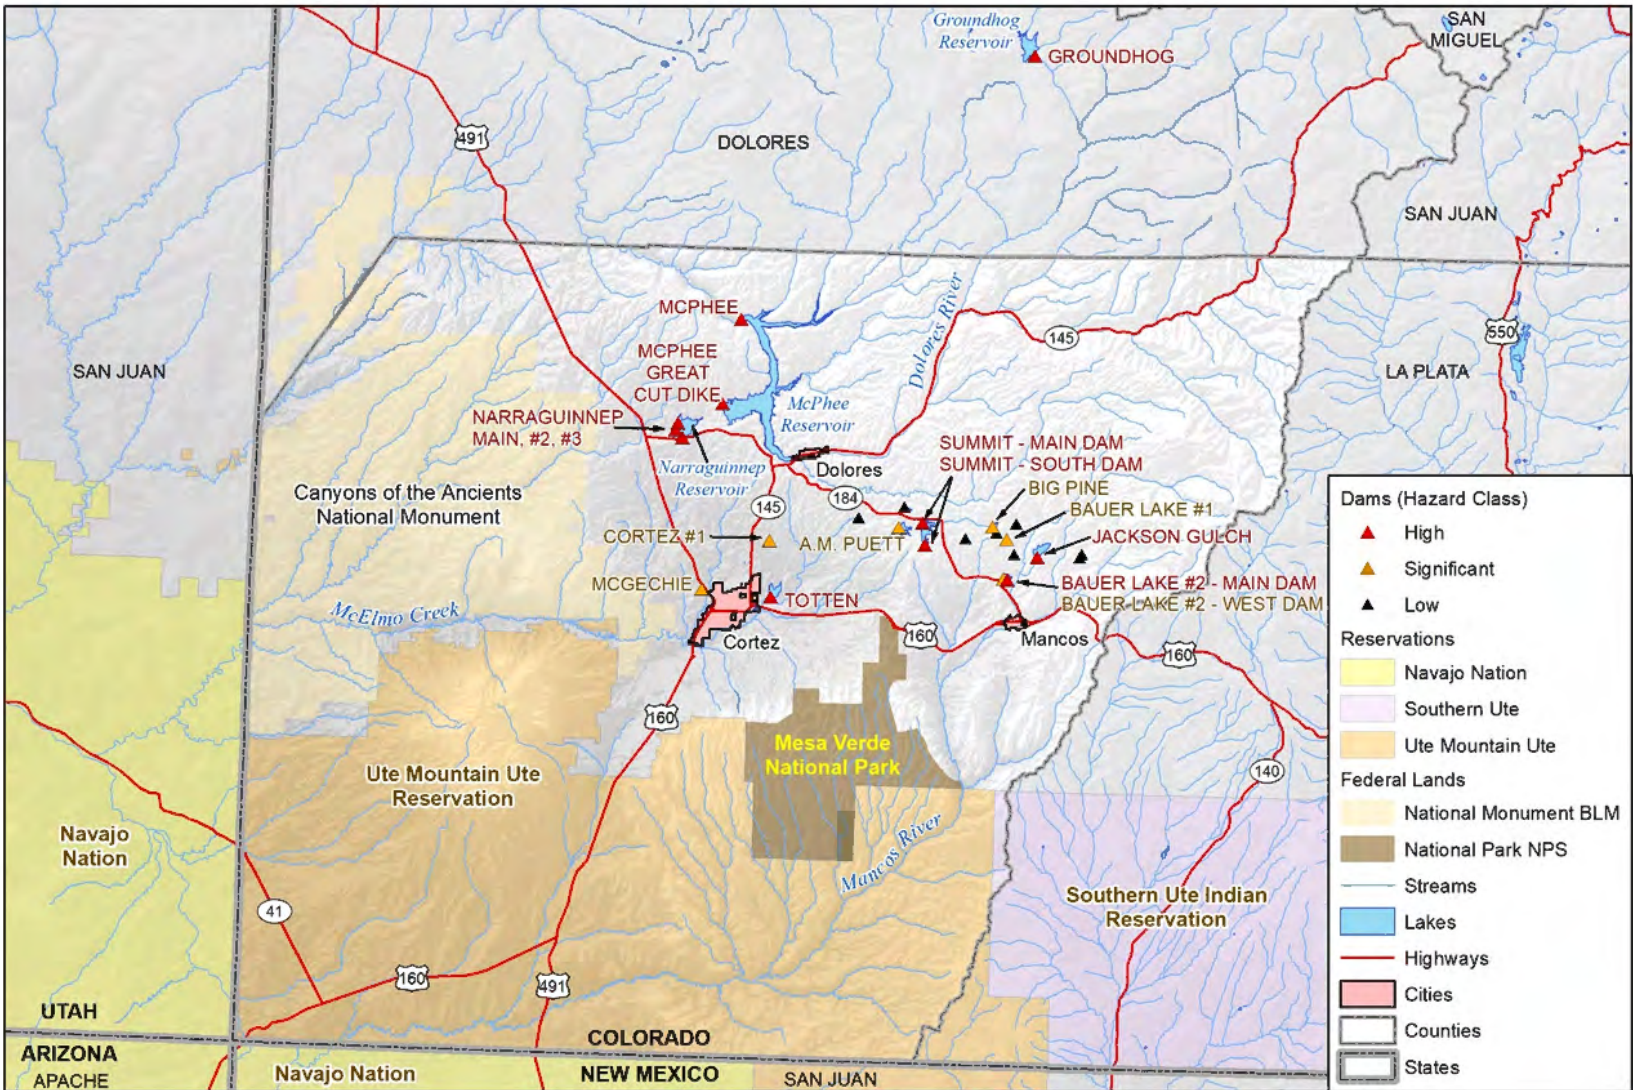 Groundhog
Reservoir
GROUNDHOG
SAN
MIGUEL
491
DOLORES
SAN JUAN
SAN JUAN
550
LA PLATA
MCPHEE
Dolores River
145
MCPHEE
GREAT
CUT DIKE
McPhee
Reservoir
NARRAGUINNEP
MAIN, #2, #3
Narraguinnep
Reservoir
Dolores
SUMMIT - MAIN DAM
SUMMIT - SOUTH DAM
BIG PINE
BAUER LAKE #1
Canyons of the Ancients
National Monument
145
184
CORTEZ #1
A.M. PUETT
JACKSON GULCH
MCGECHIE
TOTTEN
BAUER LAKE #2 - MAIN DAM
BAUER LAKE #2 - WEST DAM
McElmo Creek
Cortez
160
Mancos
160
160
Mesa Verde
National Park
Ute Mountain Ute
Reservation
140
Navajo
Nation
Mancos River
Southern Ute Indian
Reservation
41
160
491
UTAH
COLORADO
ARIZONA
APACHE
Navajo Nation
NEW MEXICO
SAN JUAN
Dams (Hazard Class)
High
Significant
Low
Reservations
Navajo Nation
Southern Ute
Ute Mountain Ute
Federal Lands
National Monument BLM
National Park NPS
Streams
Lakes
Highways
Cities
Counties
States